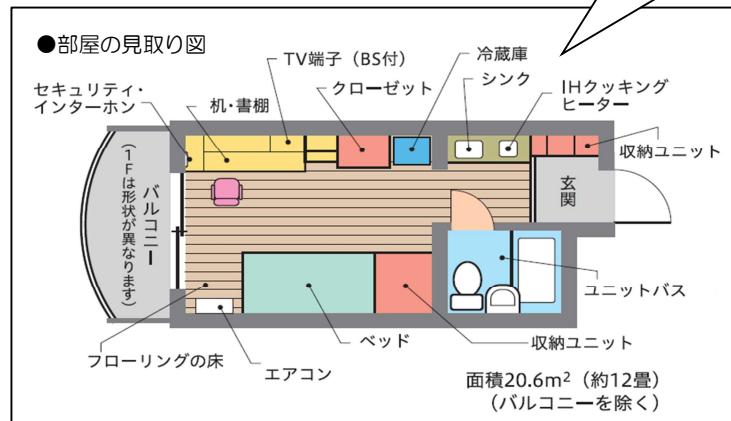 ●部屋の見取り図
TV端子（BS付）
冷蔵庫
クローゼット
シンク
セキュリティ・
インターホン
机・書棚
IHクッキング
ヒーター
収納ユニット
玄関
バルコニー
（１Ｆは形状が異なります）
ユニットバス
ベッド
収納ユニット
フローリングの床
エアコン
面積20.6m²（約12畳）
（バルコニーを除く）